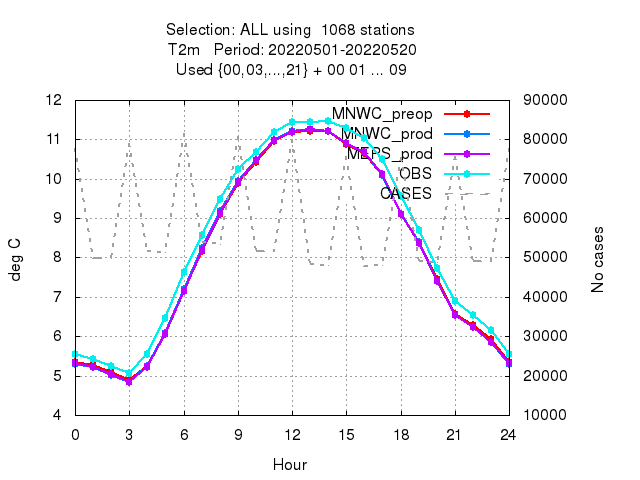 Selection: ALL using  1068 stations
T2m   Period: 20220501-20220520
Used {00,03,...,21} + 00 01 ... 09
MNWC_preop
MNWC_prod
MEPS_prod
OBS
CASES
12
11
10
9
8
7
6
5
4
90000
80000
70000
60000
50000
40000
30000
20000
10000
deg C
No cases
0 3 6 9 12 15 18 21 24
Hour